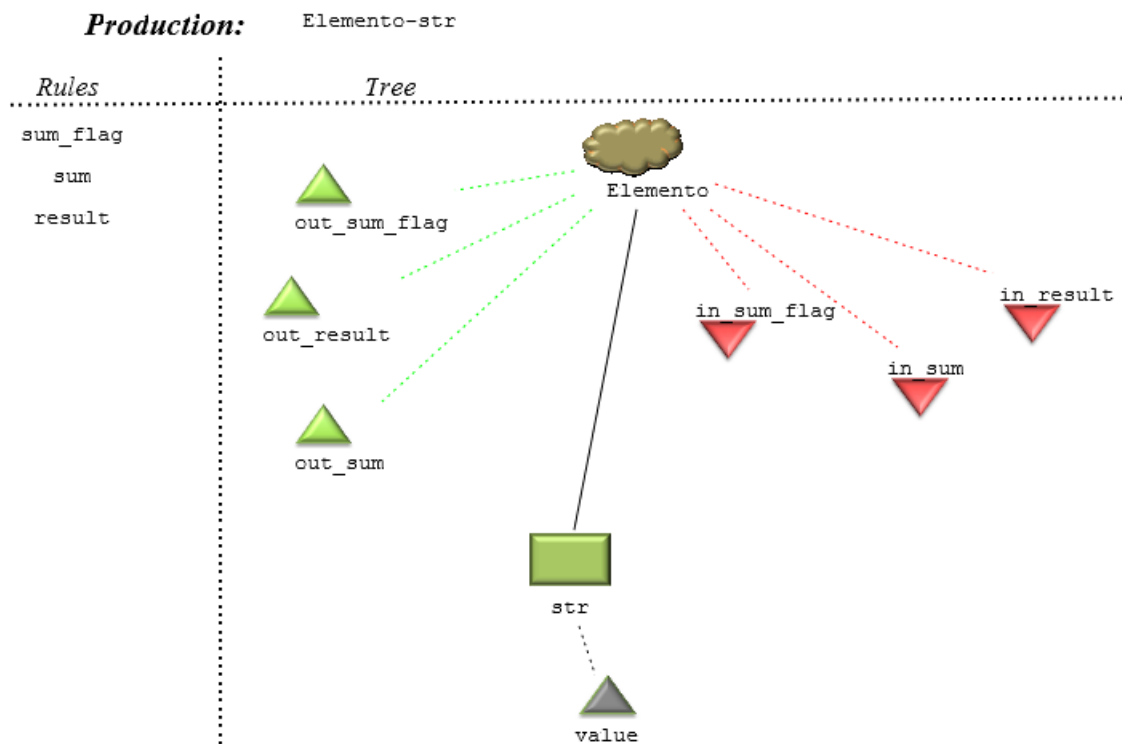 Production: Elemento-str
Rules Tree
sum_flag
sum
result
Elemento
out_sum_flag
out_result
out_sum
in_sum_flag
in_result
in_sum
str
value